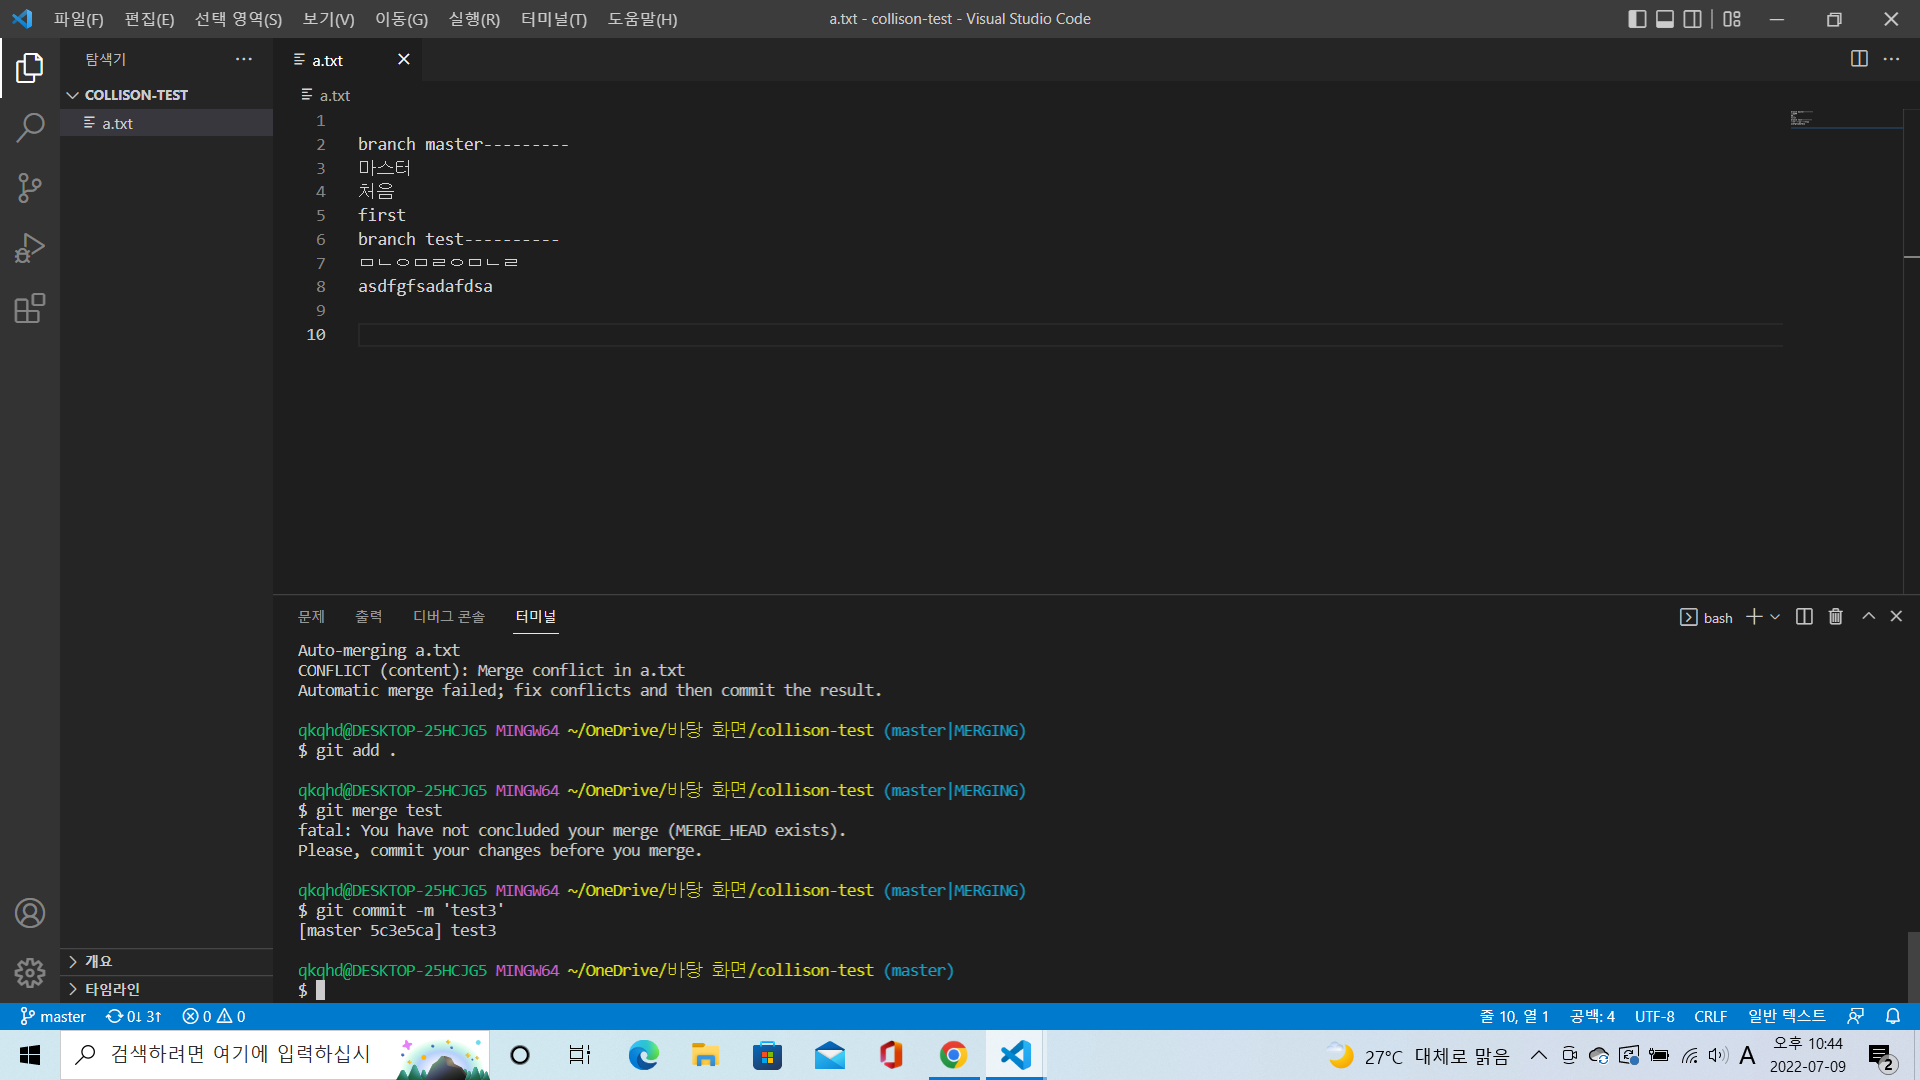 파일(F) 편집(E) 선택 영역(S) 보기(V) 이동(G) 실행(R) 터미널(T) 도움말(H) a.txt - collison-test - Visual Studio Code
탐색기
a.txt
COLLISON-TEST
a.txt
a.txt
1
2 branch master---------
3 마스터
4 처음
5 first
6 branch test----------
7 ㅁㄴㅇㅁㄹㅇㅁㄴㄹ
8 asdfgfsadafdsa
9
10
문제 출력 디버그 콘솔 터미널 bash
Auto-merging a.txt
CONFLICT (content): Merge conflict in a.txt
Automatic merge failed; fix conflicts and then commit the result.
qkqhd@DESKTOP-25HCJG5 MINGW64 ~/OneDrive/바탕 화면/collison-test (master|MERGING)
$ git add .
qkqhd@DESKTOP-25HCJG5 MINGW64 ~/OneDrive/바탕 화면/collison-test (master|MERGING)
$ git merge test
fatal: You have not concluded your merge (MERGE_HEAD exists).
Please, commit your changes before you merge.
qkqhd@DESKTOP-25HCJG5 MINGW64 ~/OneDrive/바탕 화면/collison-test (master|MERGING)
$ git commit -m 'test3'
[master 5c3e5ca] test3
qkqhd@DESKTOP-25HCJG5 MINGW64 ~/OneDrive/바탕 화면/collison-test (master)
$
개요
타임라인
master 0↓ 3↑ 0 0 줄 10, 열 1 공백: 4 UTF-8 CRLF 일반 텍스트
검색하려면 여기에 입력하십시 27°C 대체로 맑음 A 오후 10:44
2022-07-09 2